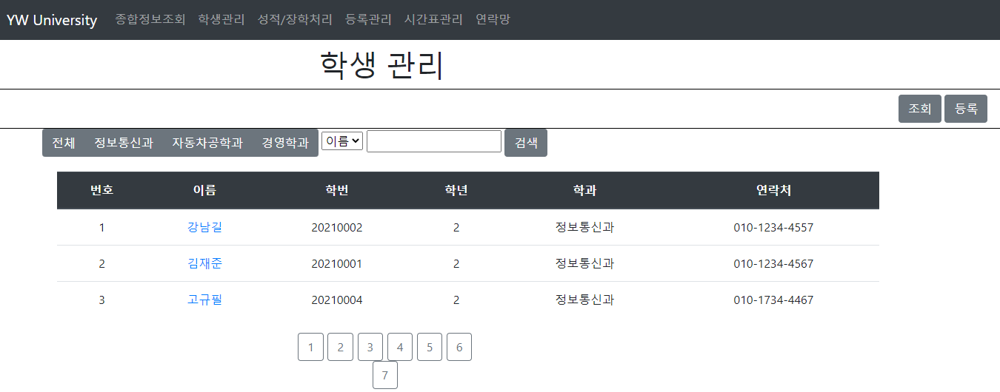 YW University 종합정보조회 학생관리 성적/장학처리 등록관리 시간표관리 연락망
학생 관리
조회 등록
전체 정보통신과 자동차공학과 경영학과 이름 검색
번호 이름 학번 학년 학과 연락처
1 강남길 20210002 2 정보통신과 010-1234-4557
2 김재준 20210001 2 정보통신과 010-1234-4567
3 고규필 20210004 2 정보통신과 010-1734-4467
1 2 3 4 5 6
7